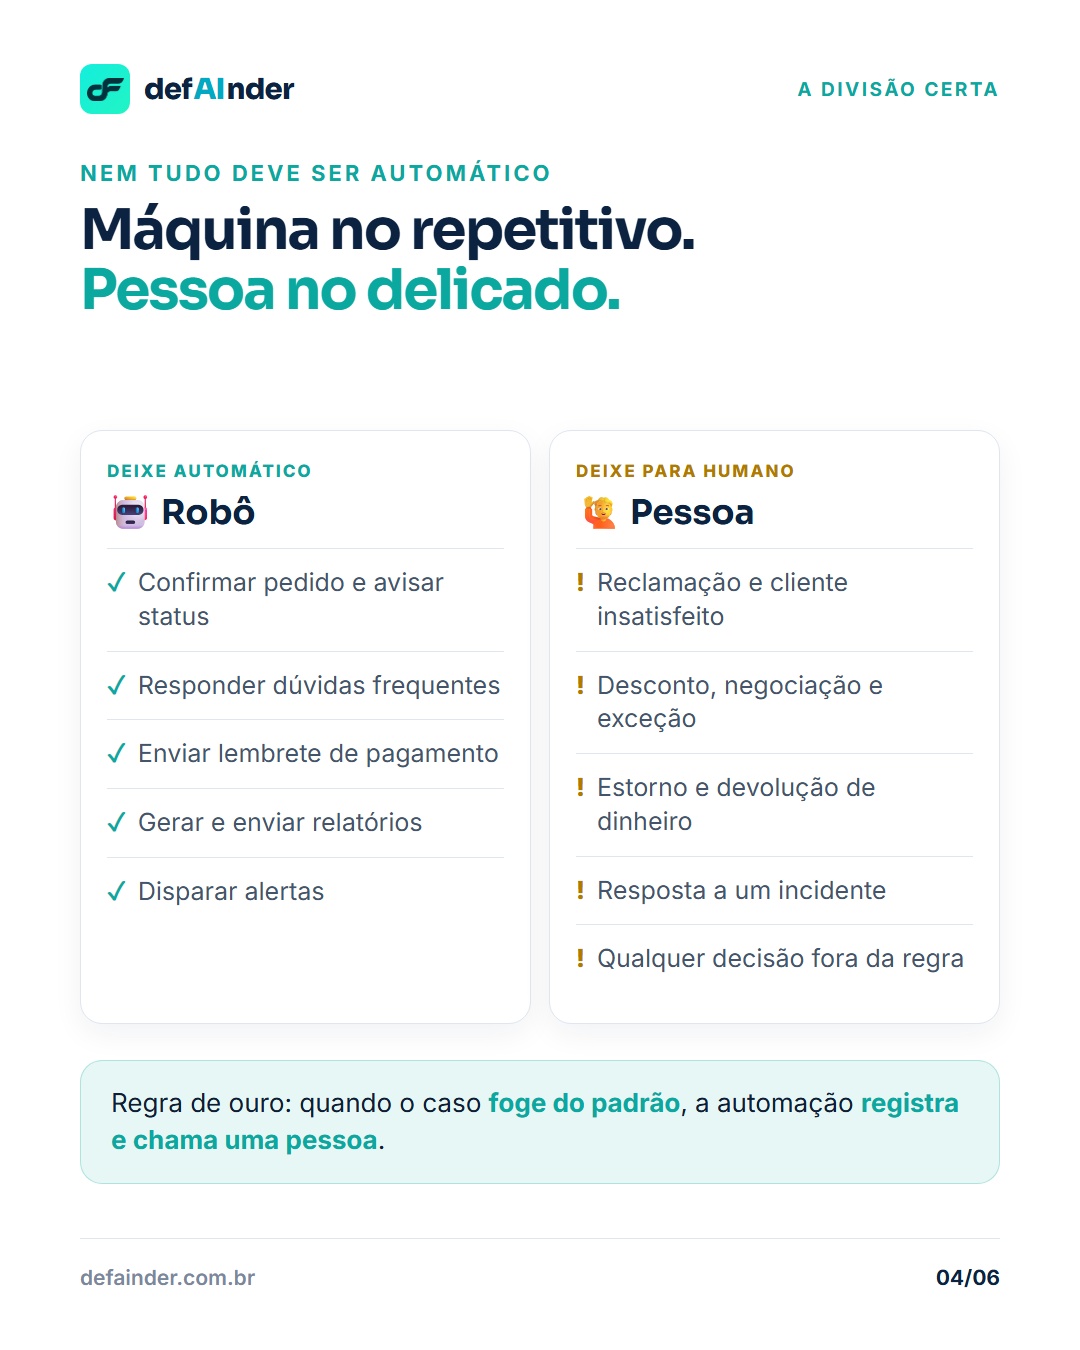 defAInder
A DIVISÃO CERTA
NEM TUDO DEVE SER AUTOMÁTICO
Máquina no repetitivo.
Pessoa no delicado.
DEIXE AUTOMÁTICO
Robô
✓ Confirmar pedido e avisar
status
✓ Responder dúvidas frequentes
✓ Enviar lembrete de pagamento
✓ Gerar e enviar relatórios
✓ Disparar alertas
DEIXE PARA HUMANO
Pessoa
! Reclamação e cliente
insatisfeito
! Desconto, negociação e
exceção
! Estorno e devolução de
dinheiro
! Resposta a um incidente
! Qualquer decisão fora da regra
Regra de ouro: quando o caso foge do padrão, a automação registra
e chama uma pessoa.
defainder.com.br
04/06